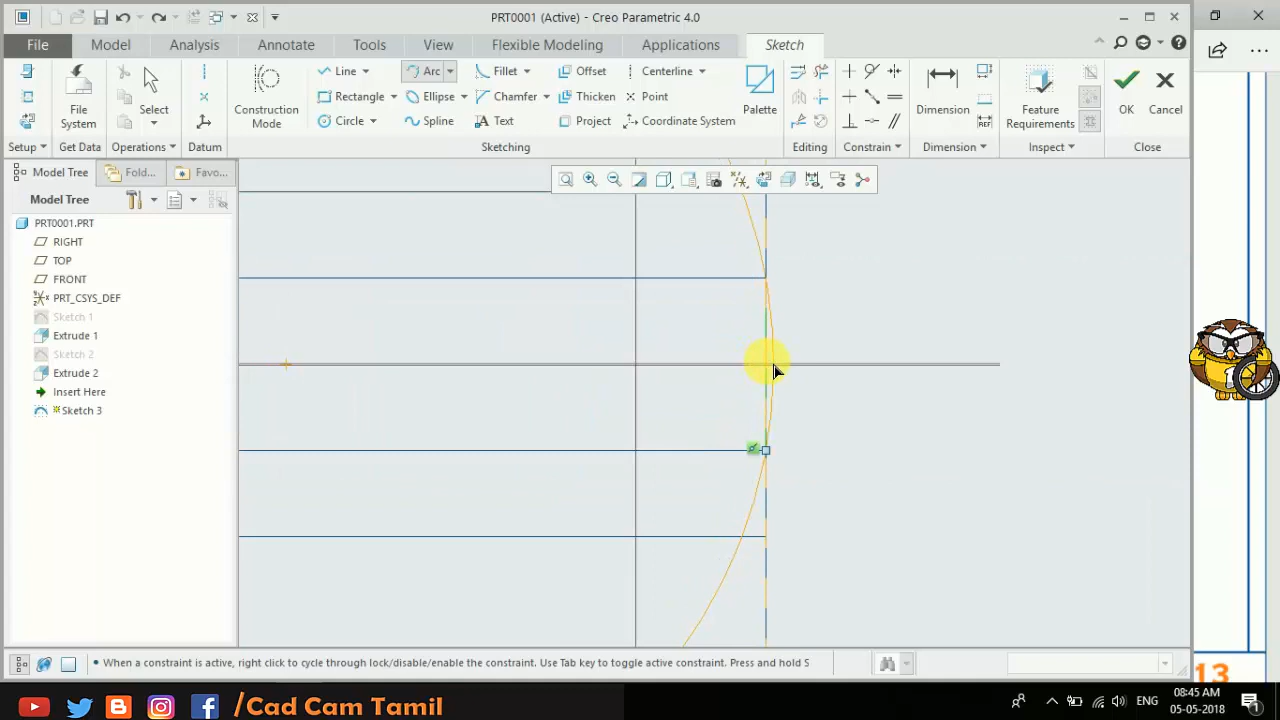 PRT0001 (Active) - Creo Parametric 4.0
File Model Analysis Annotate Tools View Flexible Modeling Applications Sketch
Line Arc Fillet Offset Centerline
Rectangle Ellipse Chamfer Thicken Point
Circle Spline Text Project Coordinate System
File System
Select
Construction Mode
Palette
Dimension
Feature Requirements
OK Cancel
Setup Get Data Operations Datum Sketching Editing Constrain Dimension Inspect Close
Model Tree Fold... Favo...
Model Tree
PRT0001.PRT
RIGHT
TOP
FRONT
PRT_CSYS_DEF
Sketch 1
Extrude 1
Sketch 2
Extrude 2
Insert Here
Sketch 3
When a constraint is active, right click to cycle through lock/disable/enable the constraint. Use Tab key to toggle active constraint. Press and hold S
13
/Cad Cam Tamil
ENG
08:45 AM
05-05-2018
1